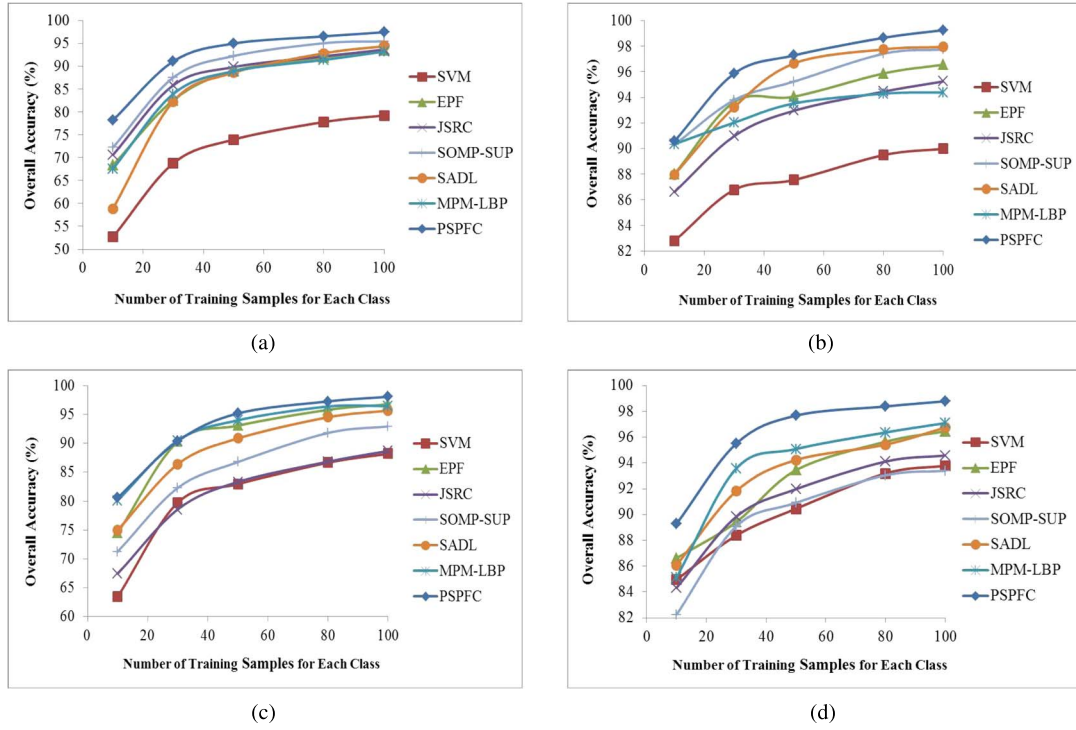 100
95
90
85
80
75
70
65
60
55
50
0 20 40 60 80 100
Overall Accuracy (%)
Number of Training Samples for Each Class
SVM
EPF
JSRC
SOMP-SUP
SADL
MPM-LBP
PSPFC
(a)
100
98
96
94
92
90
88
86
84
82
0 20 40 60 80 100
Overall Accuracy (%)
Number of Training Samples for Each Class
SVM
EPF
JSRC
SOMP-SUP
SADL
MPM-LBP
PSPFC
(b)
100
95
90
85
80
75
70
65
60
0 20 40 60 80 100
Overall Accuracy (%)
Number of Training Samples for Each Class
SVM
EPF
JSRC
SOMP-SUP
SADL
MPM-LBP
PSPFC
(c)
100
98
96
94
92
90
88
86
84
82
0 20 40 60 80 100
Overall Accuracy (%)
Number of Training Samples for Each Class
SVM
EPF
JSRC
SOMP-SUP
SADL
MPM-LBP
PSPFC
(d)